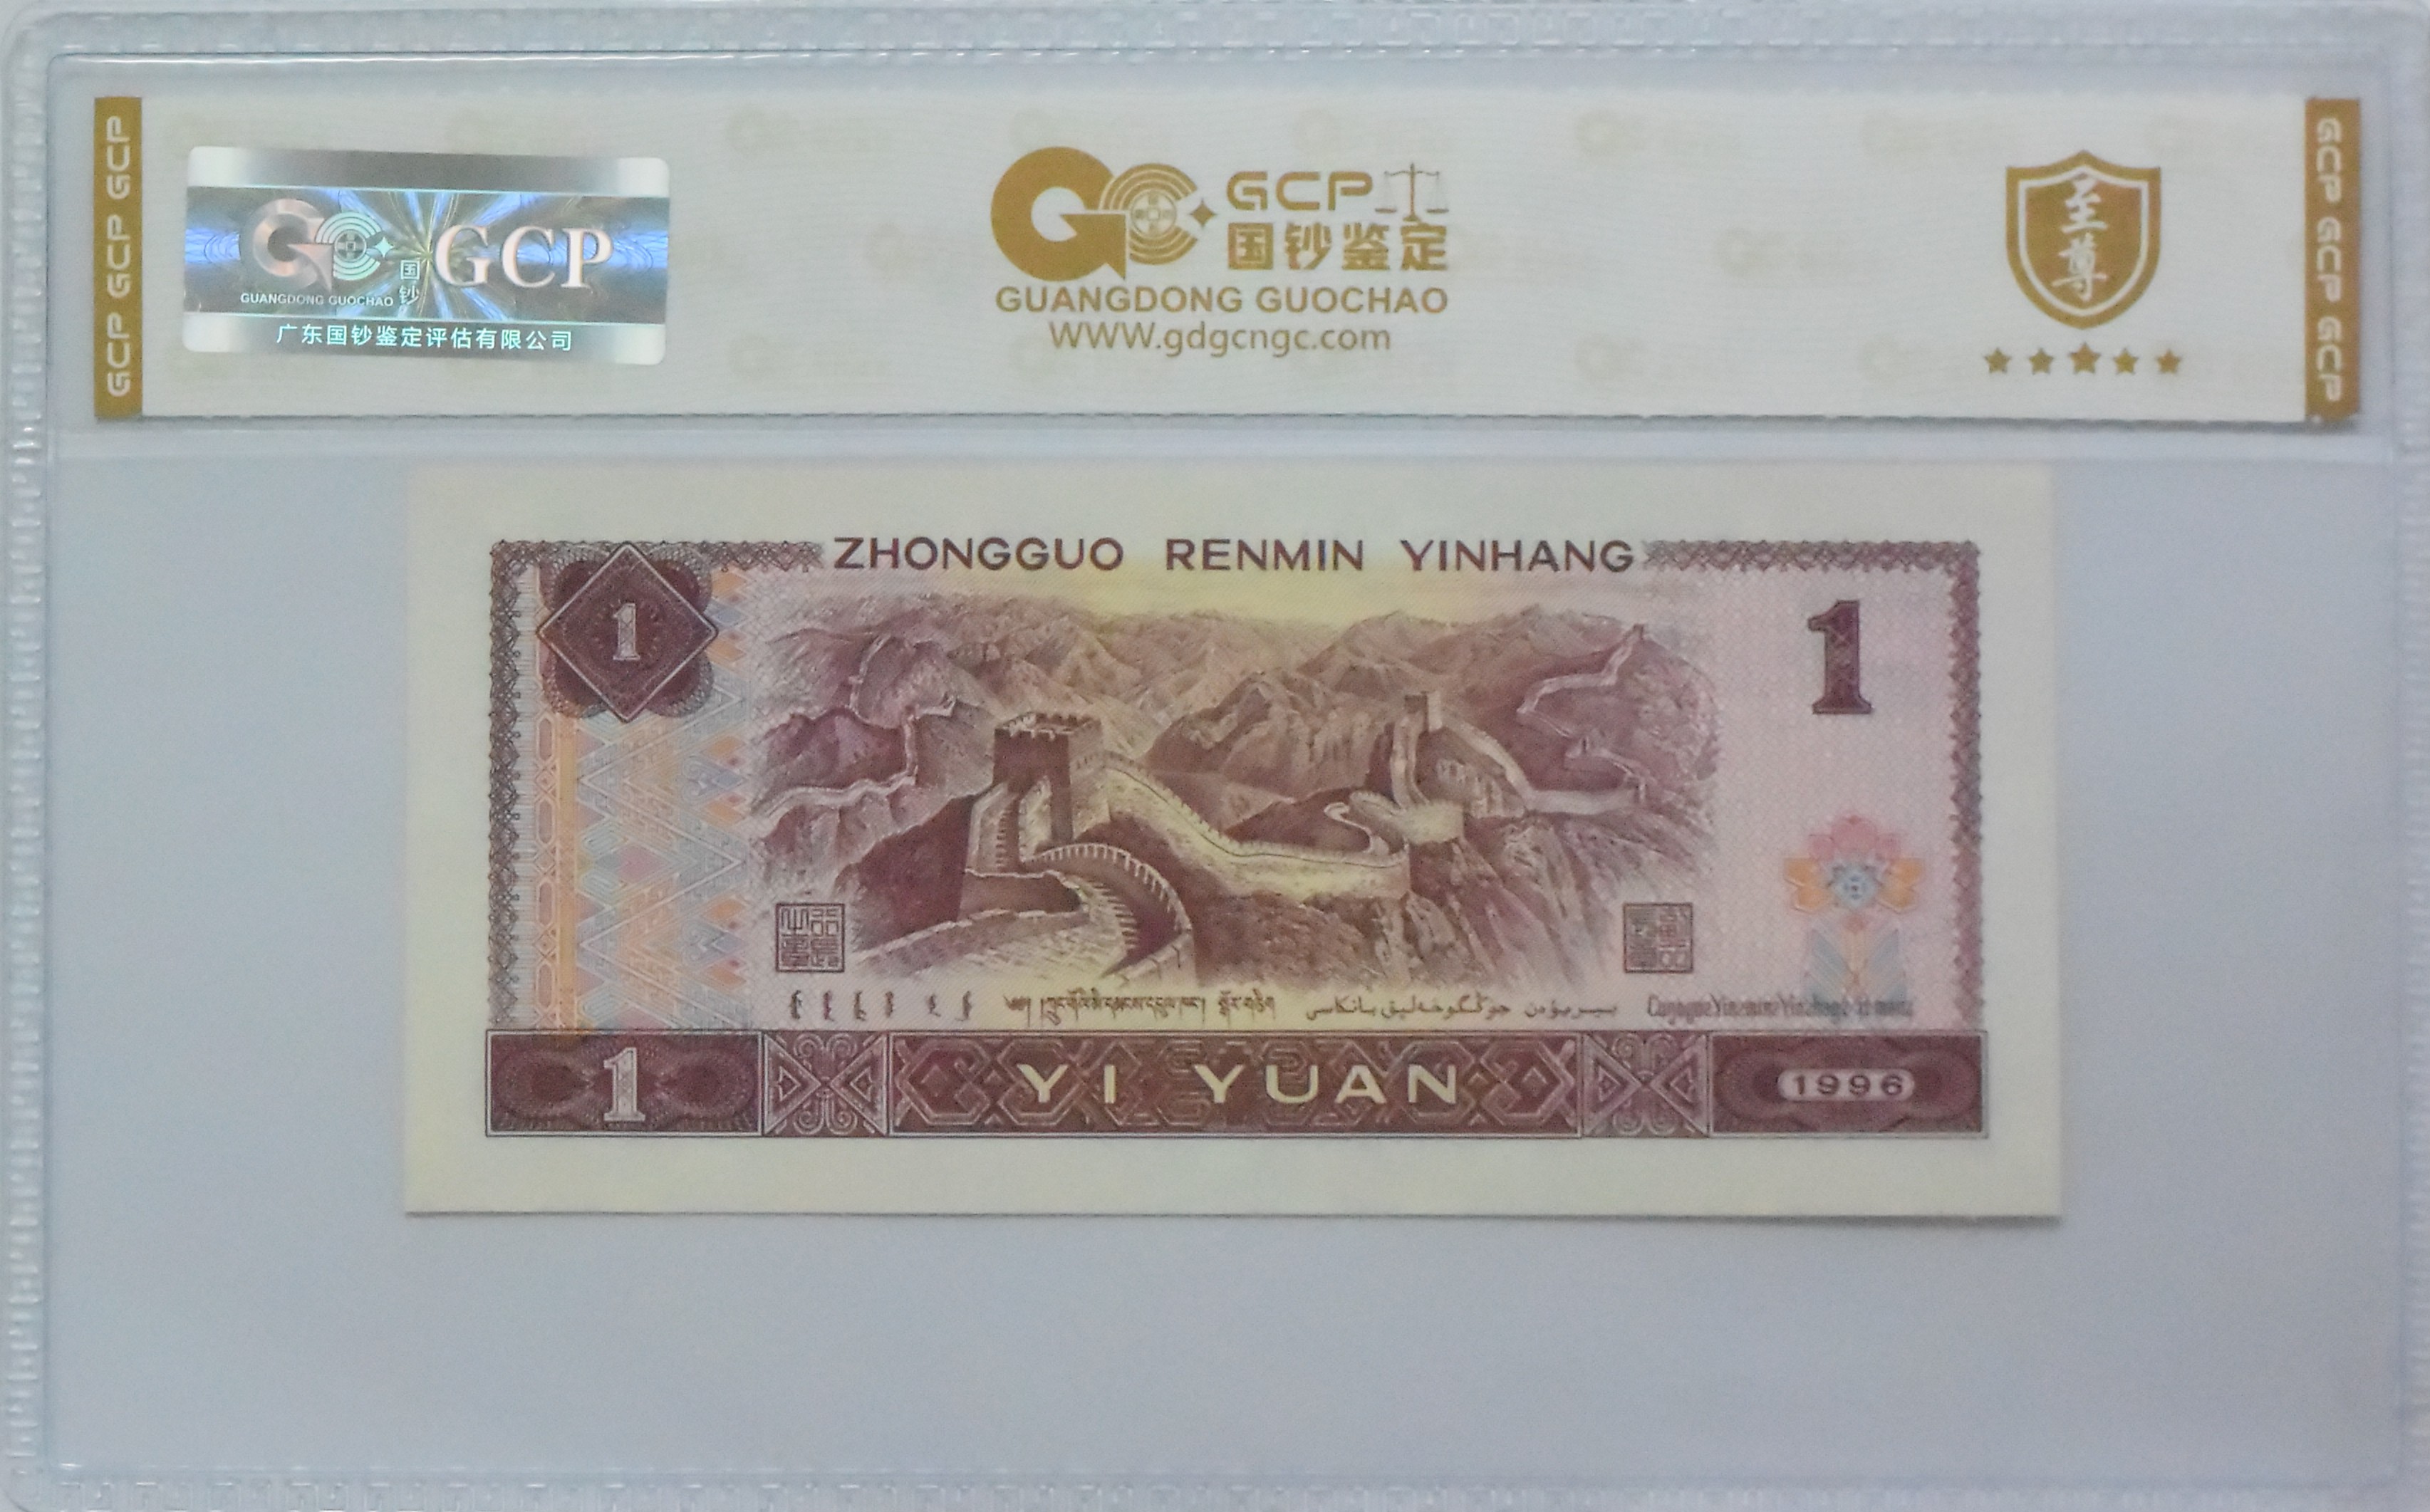 GCP GCP GCP
GCP
国钞
GUANGDONG GUOCHAO
广东国钞鉴定评估有限公司
GCP
国钞鉴定
GUANGDONG GUOCHAO
WWW.gdgcngc.com
至尊
GCP GCP GCP
ZHONGGUO RENMIN YINHANG
1
1
1
YI YUAN
1996